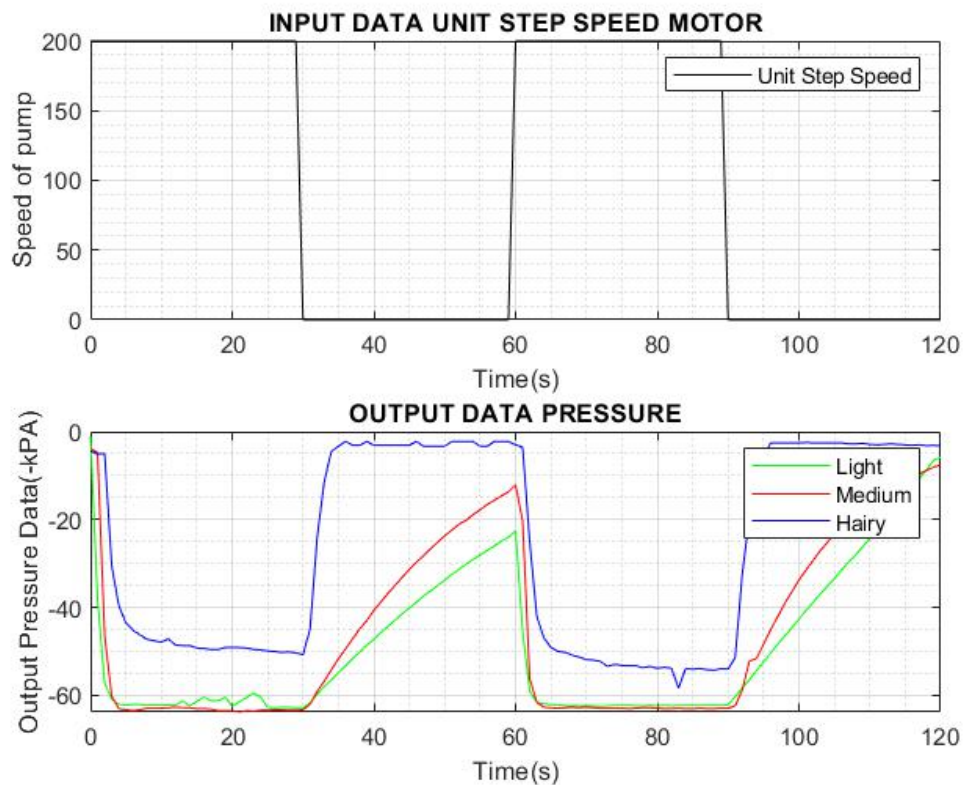 INPUT DATA UNIT STEP SPEED MOTOR
Speed of pump
200
150
100
50
0
Unit Step Speed
0 20 40 60 80 100 120
Time(s)
OUTPUT DATA PRESSURE
Output Pressure Data(-kPA)
0
-20
-40
-60
Light
Medium
Hairy
0 20 40 60 80 100 120
Time(s)